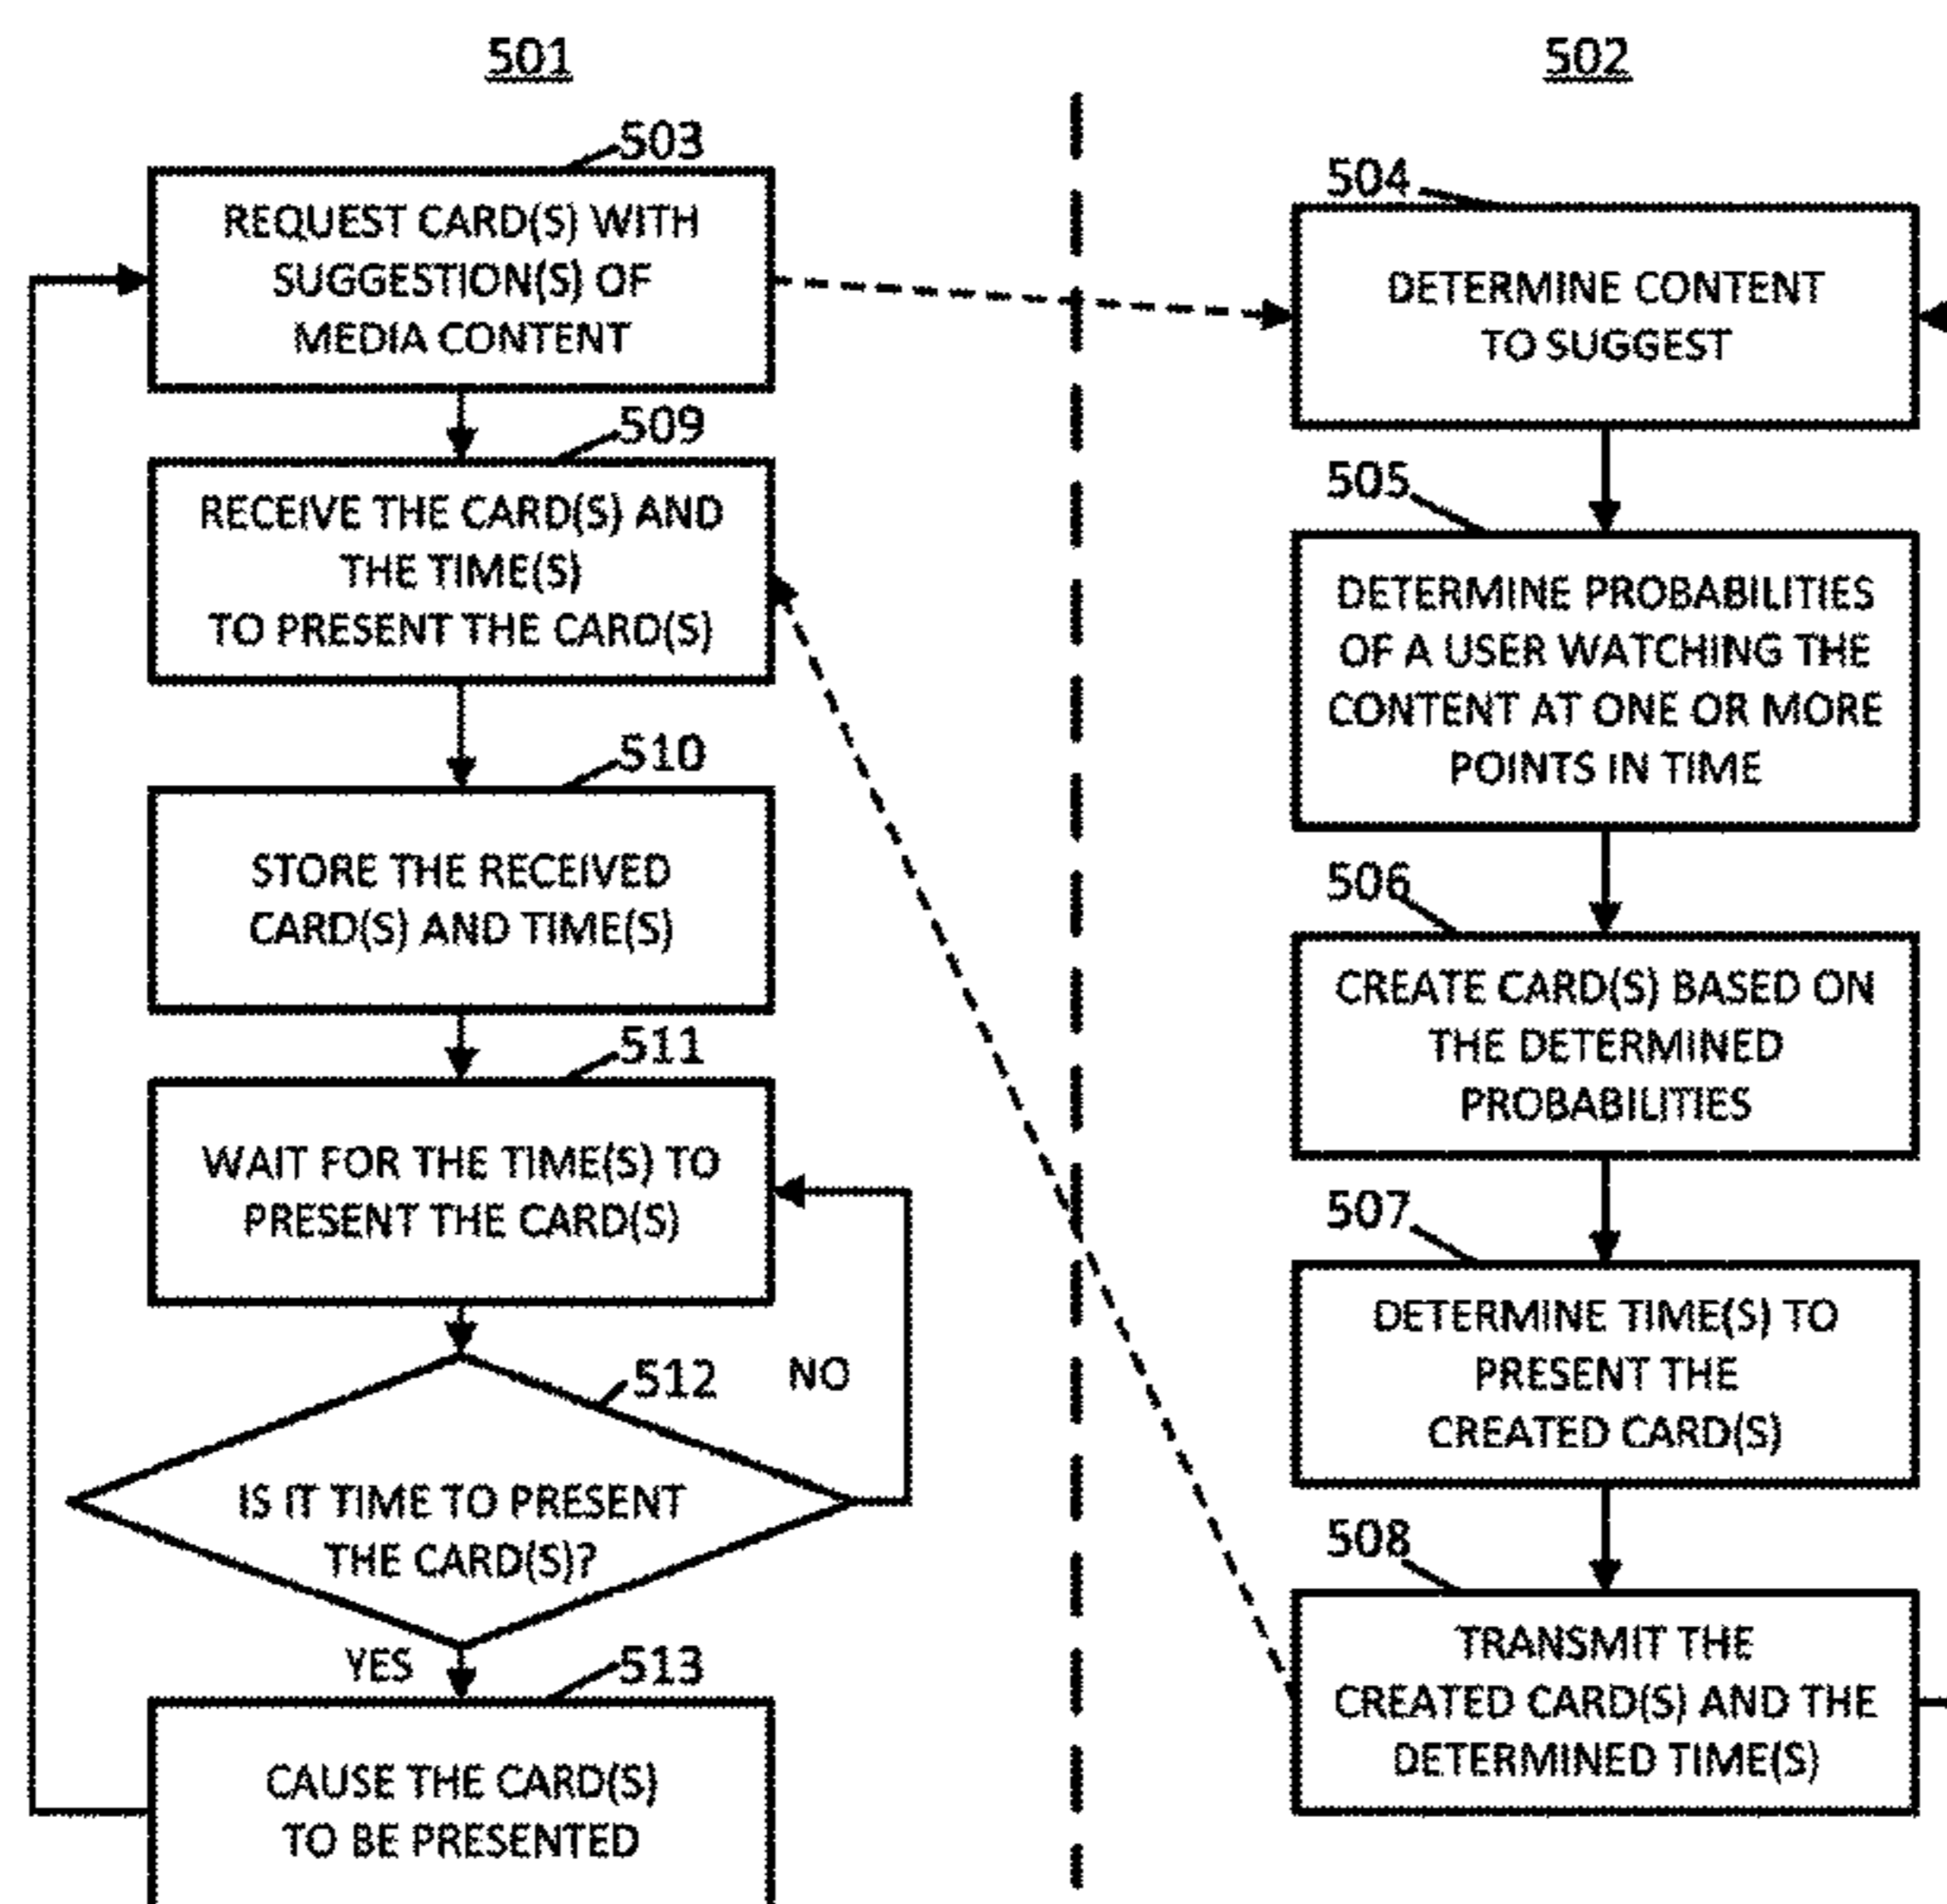 501
503
REQUEST CARD(S) WITH
SUGGESTION(S) OF
MEDIA CONTENT
509
RECEIVE THE CARD(S) AND
THE TIME(S)
TO PRESENT THE CARD(S)
510
STORE THE RECEIVED
CARD(S) AND TIME(S)
511
WAIT FOR THE TIME(S) TO
PRESENT THE CARD(S)
512
NO
IS IT TIME TO PRESENT
THE CARD(S)?
YES
513
CAUSE THE CARD(S)
TO BE PRESENTED
502
504
DETERMINE CONTENT
TO SUGGEST
505
DETERMINE PROBABILITIES
OF A USER WATCHING THE
CONTENT AT ONE OR MORE
POINTS IN TIME
506
CREATE CARD(S) BASED ON
THE DETERMINED
PROBABILITIES
507
DETERMINE TIME(S) TO
PRESENT THE
CREATED CARD(S)
508
TRANSMIT THE
CREATED CARD(S) AND THE
DETERMINED TIME(S)